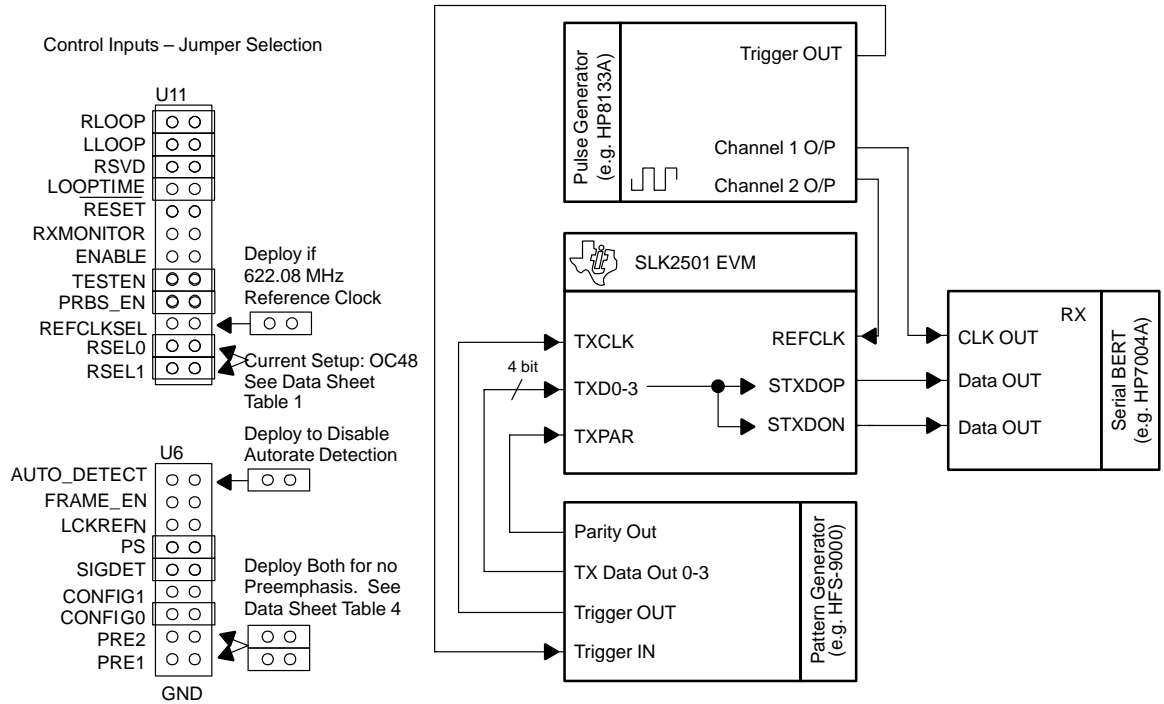 Control Inputs – Jumper Selection
U11
RLOOP
LLOOP
RSVD
LOOPTIME
RESET
RXMONITOR
ENABLE
TESTEN
PRBS_EN
REFCLKSEL
RSEL0
RSEL1
Deploy if
622.08 MHz
Reference Clock
Current Setup: OC48
See Data Sheet
Table 1
U6
AUTO_DETECT
FRAME_EN
LCKREFN
PS
SIGDET
CONFIG1
CONFIG0
PRE2
PRE1
GND
Deploy to Disable
Autorate Detection
Deploy Both for no
Preemphasis. See
Data Sheet Table 4
Pulse Generator
(e.g. HP8133A)
Trigger OUT
Channel 1 O/P
Channel 2 O/P
SLK2501 EVM
TXCLK
REFCLK
4 bit
TXD0-3
STXDOP
TXPAR
STXDON
RX
CLK OUT
Data OUT
Data OUT
Serial BERT
(e.g. HP7004A)
Parity Out
TX Data Out 0-3
Trigger OUT
Trigger IN
Pattern Generator
(e.g. HFS-9000)